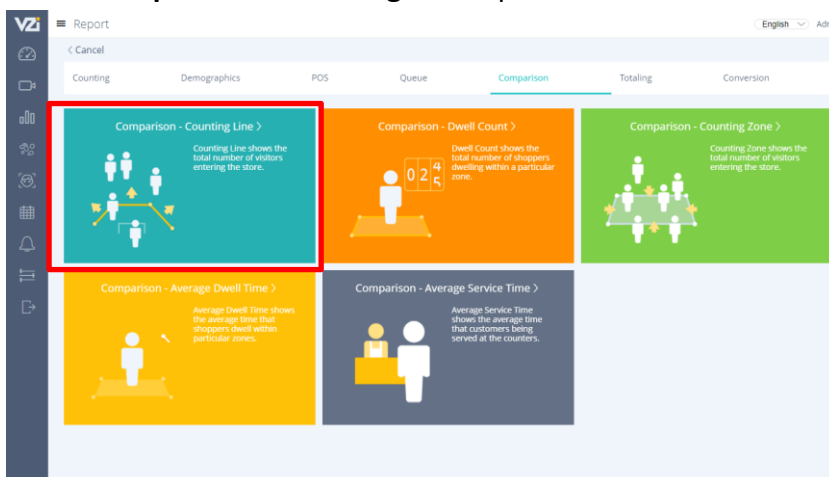 VZi
Report
English
< Cancel
Counting Demographics POS Queue Comparison Totaling Conversion
Comparison - Counting Line >
Counting Line shows the
total number of visitors
entering the store.
Comparison - Dwell Count >
0 2 4 5
Dwell Count shows the
total number of shoppers
dwelling within a particular
zone.
Comparison - Counting Zone >
Counting Zone shows the
total number of visitors
entering the store.
Comparison - Average Dwell Time >
Average Dwell Time shows
the average time that
shoppers dwell within
particular zones.
Comparison - Average Service Time >
Average Service Time
shows the average time
that customers being
served at the counters.